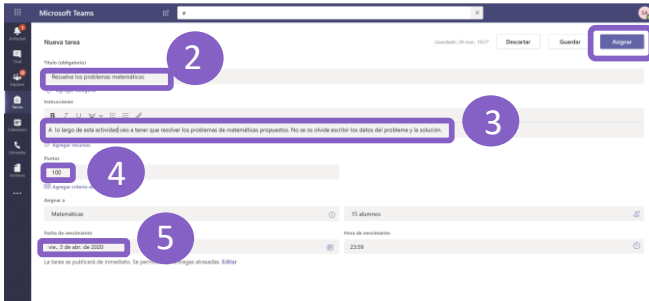 Microsoft Teams
Actividad
Chat
Equipos
Tareas
Calendario
Llamadas
Archivos
Nueva tarea
Guardado: 26 mar., 19:07
Descartar
Guardar
Asignar
Título (obligatorio)
2
Resuelve los problemas matemáticos
Agregar categoría
Instrucciones
B I U
3
A lo largo de esta actividad vais a tener que resolver los problemas de matemáticas propuestos. No se os olvide escribir los datos del problema y la solución.
Agregar recursos
Puntos
100
4
Agregar criterio de
Asignar a
Matemáticas
15 alumnos
Fecha de vencimiento
Hora de vencimiento
vie., 3 de abr. de 2020
5
23:59
La tarea se publicará de inmediato. Se permiten entregas atrasadas. Editar